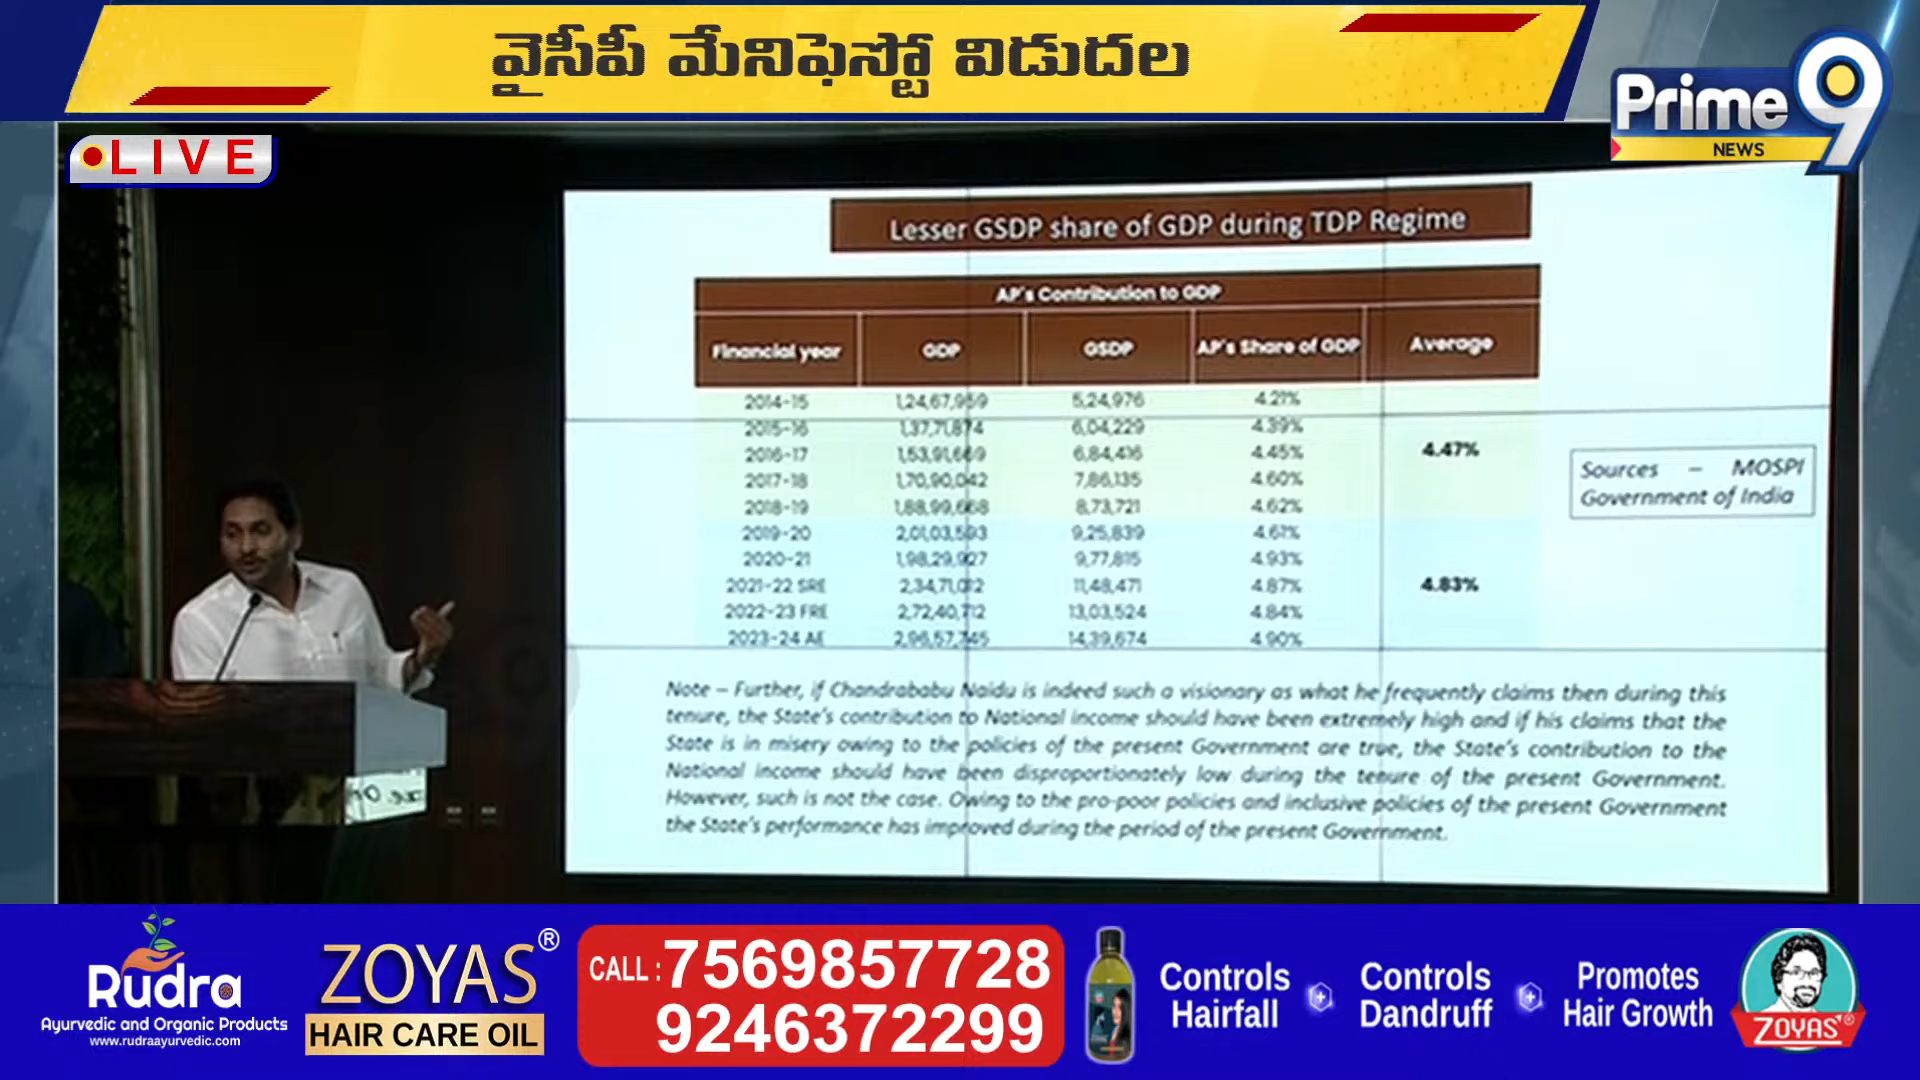 వైసీపీ మేనిఫెస్టో విడుదల
Prime9
NEWS
LIVE
Lesser GSDP share of GDP during TDP Regime
AP's Contribution to GDP
Financial year GDP GSDP AP's Share of GDP Average
2014-15 1,24,67,959 5,24,976 4.21%
2015-16 1,37,71,874 6,04,229 4.39%
2016-17 1,53,91,669 6,84,416 4.45% 4.47%
2017-18 1,70,90,042 7,86,135 4.60%
2018-19 1,88,99,668 8,73,721 4.62%
2019-20 2,01,03,593 9,25,839 4.61%
2020-21 1,98,29,927 9,77,815 4.93%
2021-22 SRE 2,34,71,012 11,48,471 4.87% 4.83%
2022-23 FRE 2,72,40,712 13,03,524 4.84%
2023-24 AE 2,96,57,745 14,39,674 4.90%
Sources – MOSPI
Government of India
Note – Further, if Chandrababu Naidu is indeed such a visionary as what he frequently claims then during this
tenure, the State's contribution to National income should have been extremely high and if his claims that the
State is in misery owing to the policies of the present Government are true, the State's contribution to the
National income should have been disproportionately low during the tenure of the present Government.
However, such is not the case. Owing to the pro-poor policies and inclusive policies of the present Government
the State's performance has improved during the period of the present Government.
Rudra
Ayurvedic and Organic Products
www.rudraayurvedic.com
ZOYAS®
HAIR CARE OIL
CALL : 7569857728
9246372299
Controls
Hairfall
Controls
Dandruff
Promotes
Hair Growth
ZOYAS®